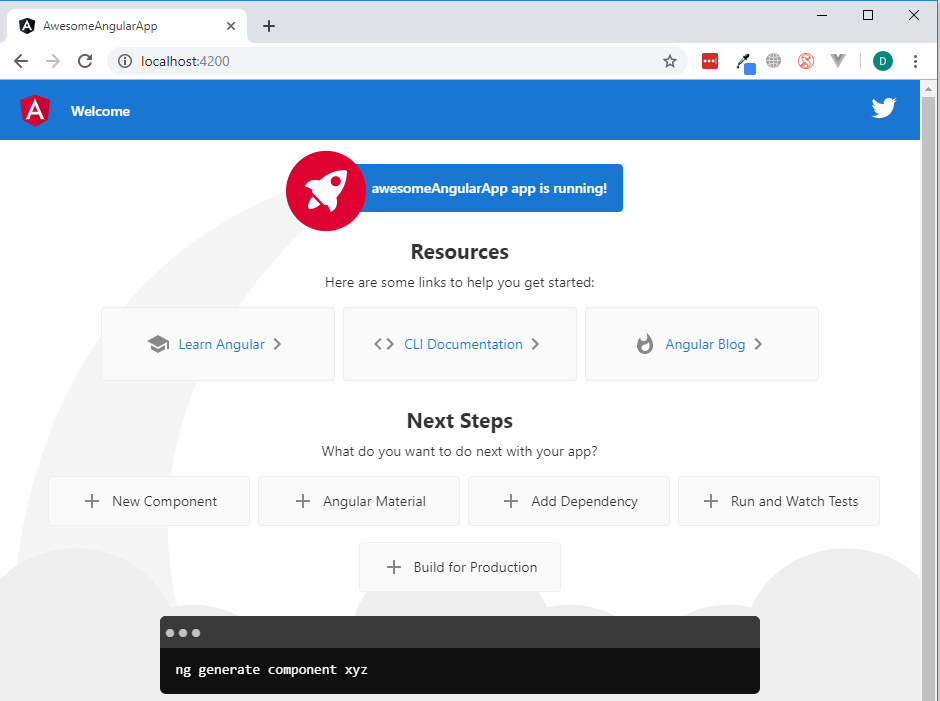 AwesomeAngularApp
localhost:4200
D
Welcome
awesomeAngularApp app is running!
Resources
Here are some links to help you get started:
Learn Angular
CLI Documentation
Angular Blog
Next Steps
What do you want to do next with your app?
New Component
Angular Material
Add Dependency
Run and Watch Tests
Build for Production
ng generate component xyz